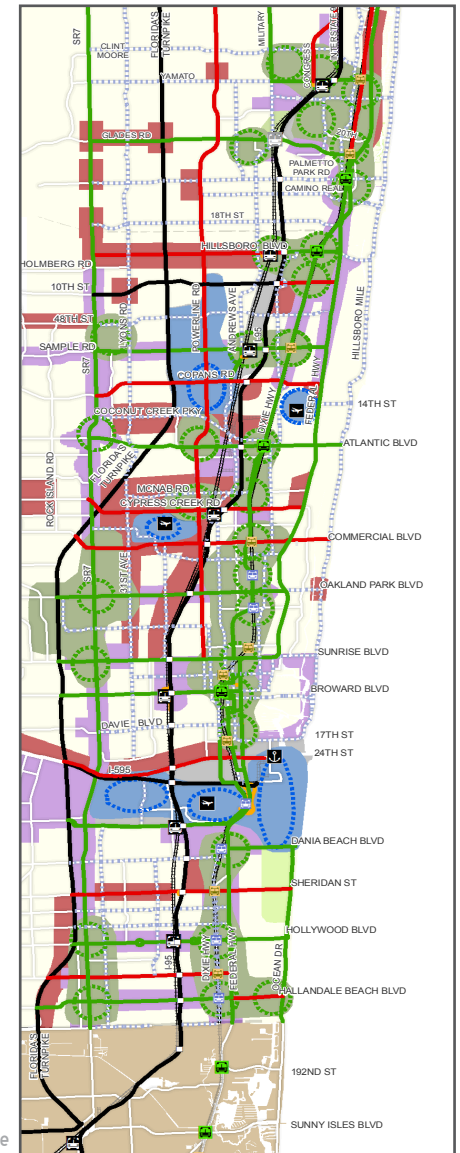 SR7
CLINT
MOORE
FLORIDA'S
TURNPIKE
MILITARY
CONGRESS
INTERSTATE
YAMATO
GLADES RD
20TH
PALMETTO
PARK RD
CAMINO REAL
18TH ST
HILLSBORO BLVD
HOLMBERG RD
10TH ST
LYONS RD
POWERLINE RD
ANDREWS AVE
I-95
HILLSBORO MILE
48TH ST
SAMPLE RD
SR7
COPANS RD
DIXIE HWY
FEDERAL HWY
14TH ST
COCONUT CREEK PKY
ATLANTIC BLVD
ROCK ISLAND RD
FLORIDA'S
TURNPIKE
MCNAB RD
CYPRESS CREEK RD
COMMERCIAL BLVD
SR7
31ST AVE
OAKLAND PARK BLVD
SUNRISE BLVD
BROWARD BLVD
DAVIE BLVD
17TH ST
24TH ST
I-595
DANIA BEACH BLVD
SHERIDAN ST
HOLLYWOOD BLVD
I-95
DIXIE HWY
FEDERAL HWY
OCEAN DR
HALLANDALE BEACH BLVD
FLORIDA'S
TURNPIKE
192ND ST
SUNNY ISLES BLVD
e